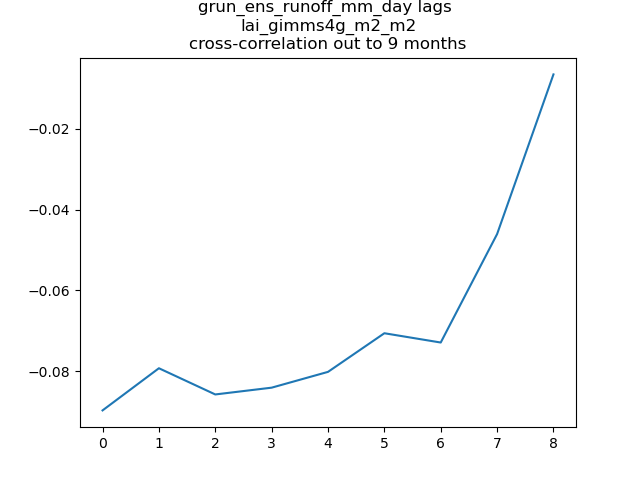 grun_ens_runoff_mm_day lags
lai_gimms4g_m2_m2
cross-correlation out to 9 months
−0.02
−0.04
−0.06
−0.08
0 1 2 3 4 5 6 7 8